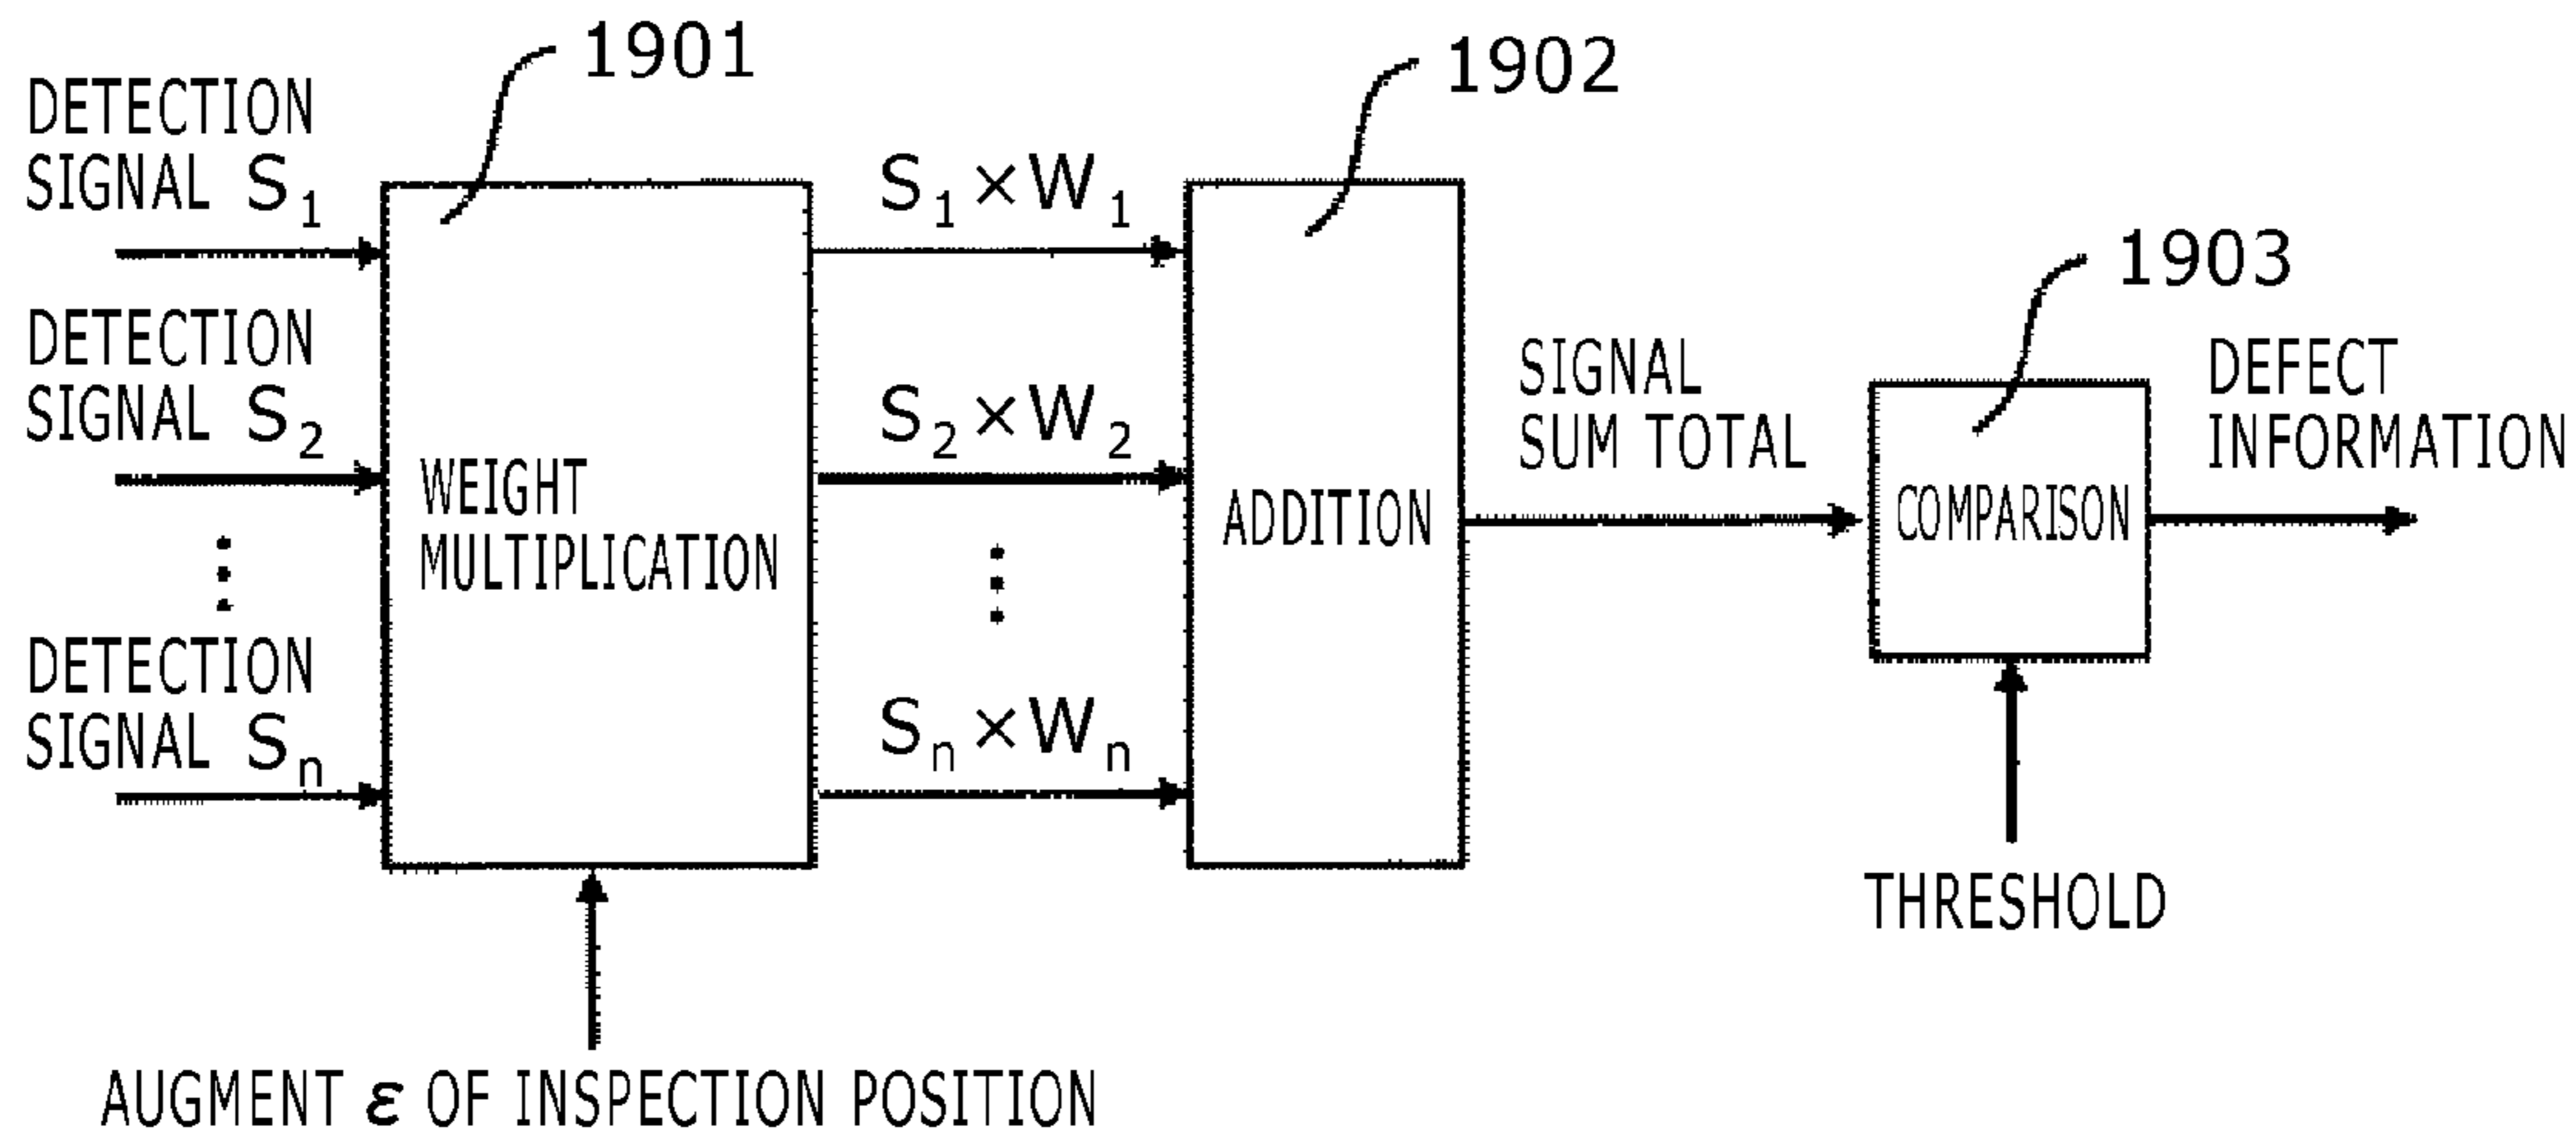 1901
1902
DETECTION
SIGNAL S₁
S₁×W₁
1903
DETECTION
SIGNAL S₂
S₂×W₂
SIGNAL
SUM TOTAL
DEFECT
INFORMATION
WEIGHT
MULTIPLICATION
ADDITION
COMPARISON
DETECTION
SIGNAL Sₙ
Sₙ×Wₙ
THRESHOLD
AUGMENT ε OF INSPECTION POSITION